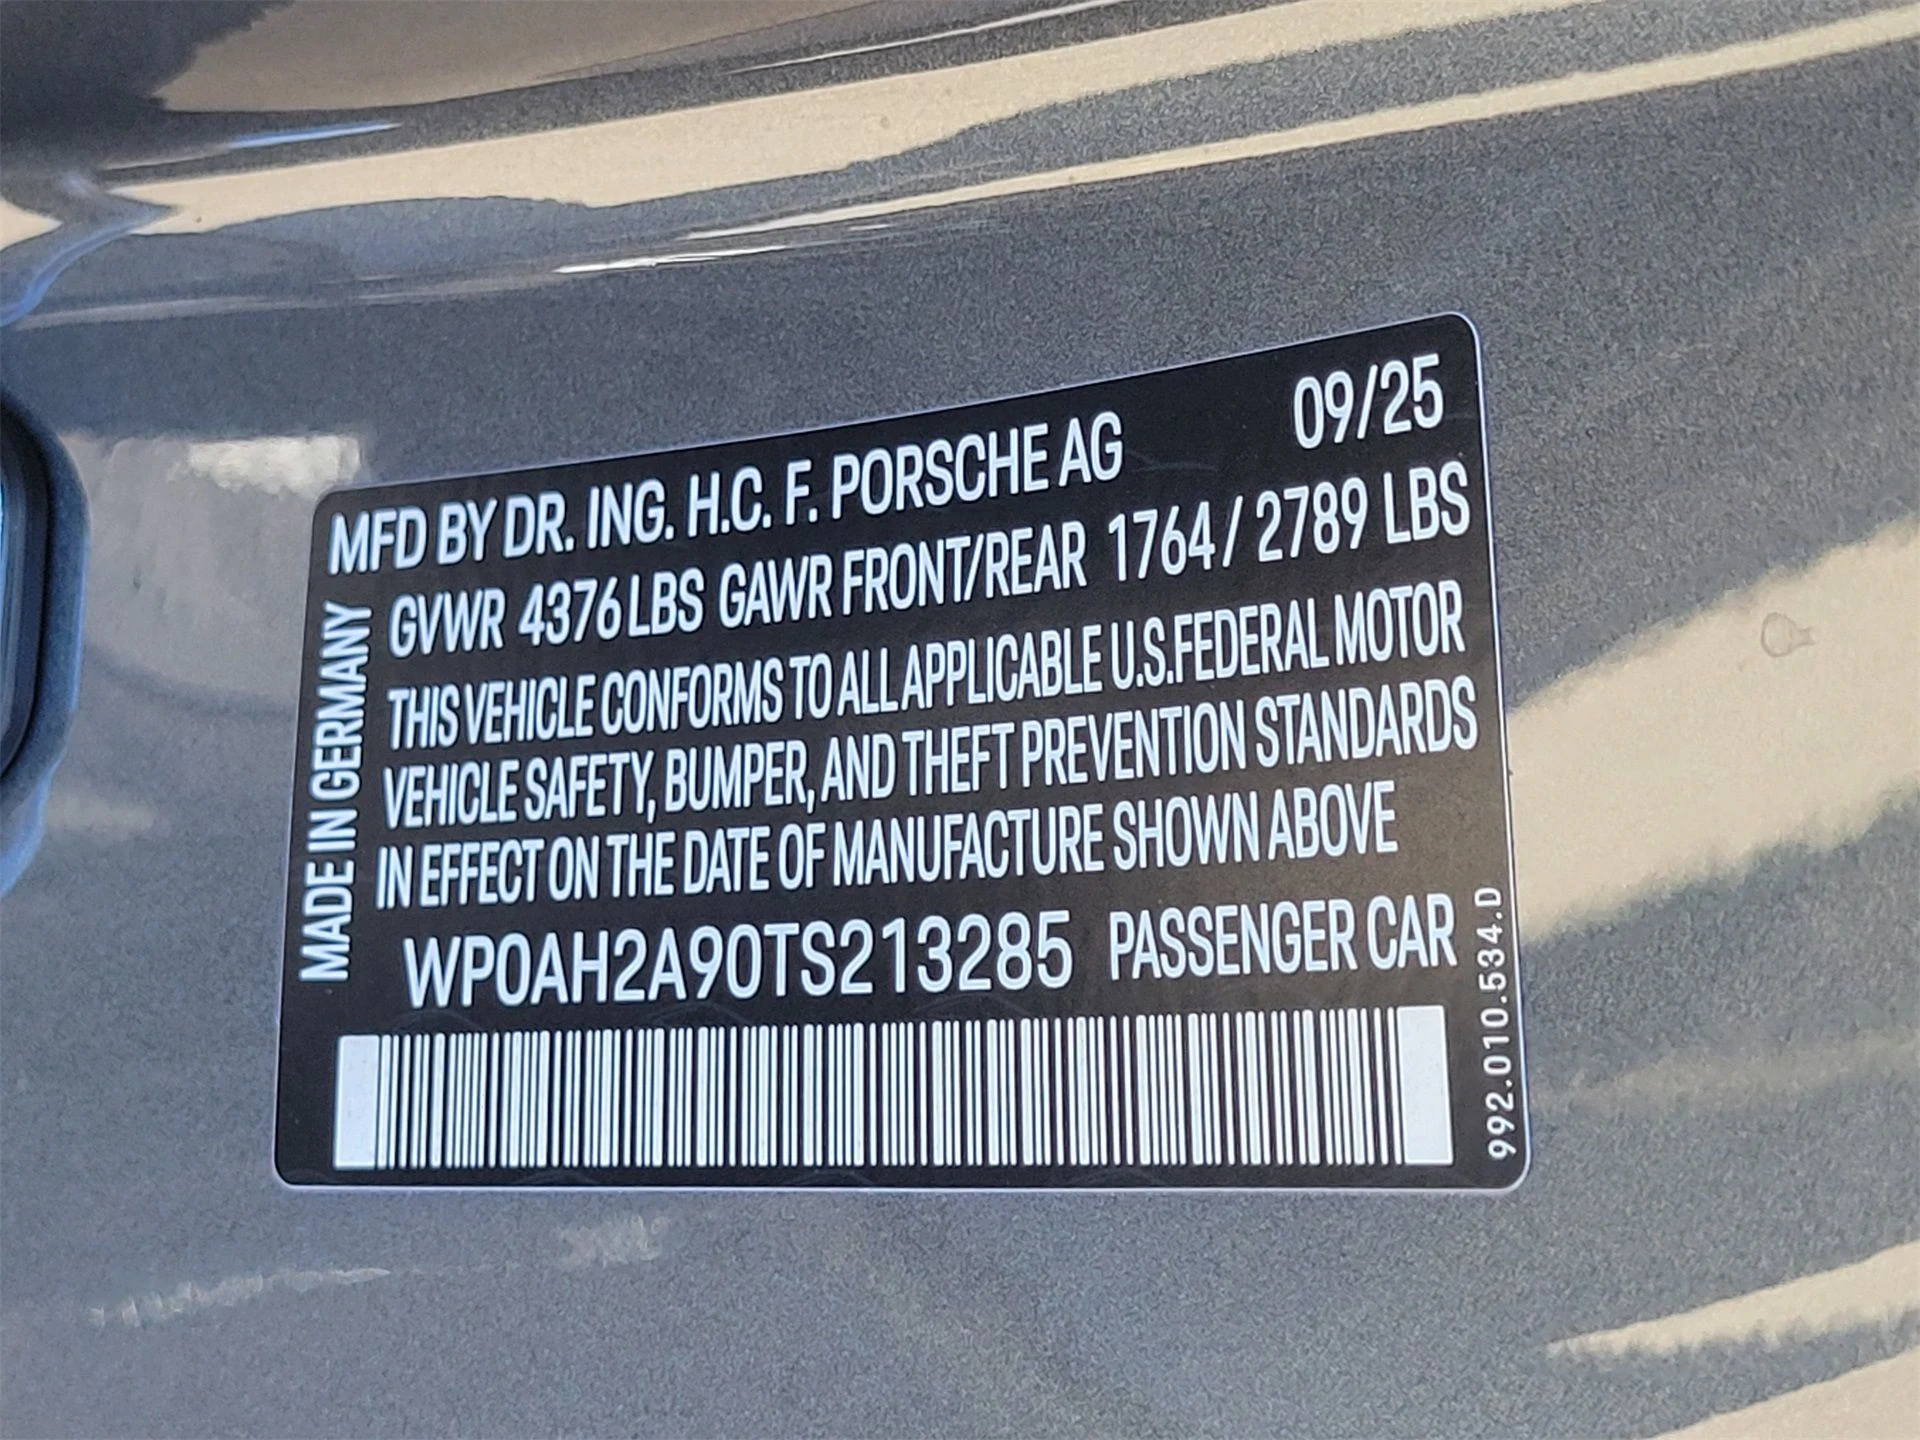 MFD BY DR. ING. H.C. F. PORSCHE AG 09/25
GVWR 4376 LBS GAWR FRONT/REAR 1764 / 2789 LBS
THIS VEHICLE CONFORMS TO ALL APPLICABLE U.S.FEDERAL MOTOR
VEHICLE SAFETY, BUMPER, AND THEFT PREVENTION STANDARDS
IN EFFECT ON THE DATE OF MANUFACTURE SHOWN ABOVE
WP0AH2A90TS213285 PASSENGER CAR
MADE IN GERMANY
992.010.534.D